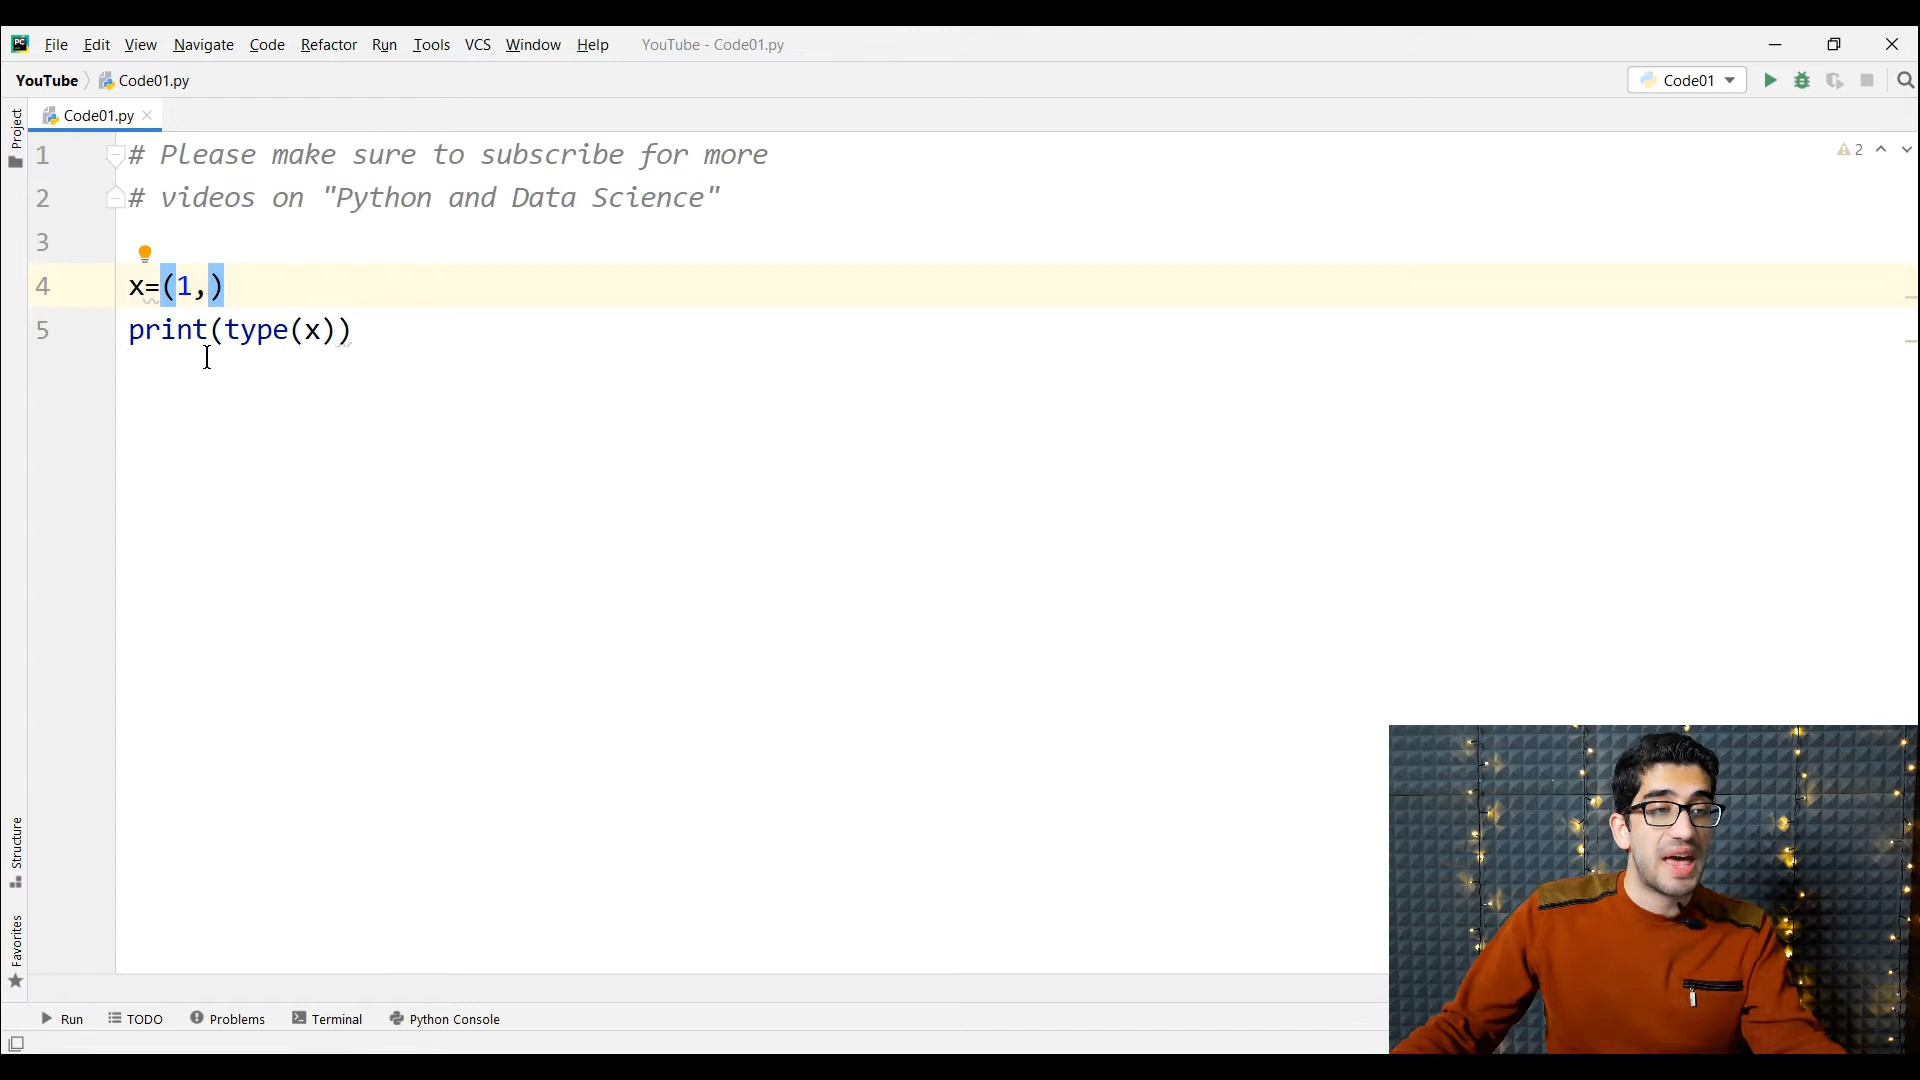 PC File Edit View Navigate Code Refactor Run Tools VCS Window Help YouTube - Code01.py
YouTube Code01.py Code01
Project
Code01.py
1 # Please make sure to subscribe for more 2
2 # videos on "Python and Data Science"
3
4 x=(1,)
5 print(type(x))
Structure
Favorites
Run TODO Problems Terminal Python Console